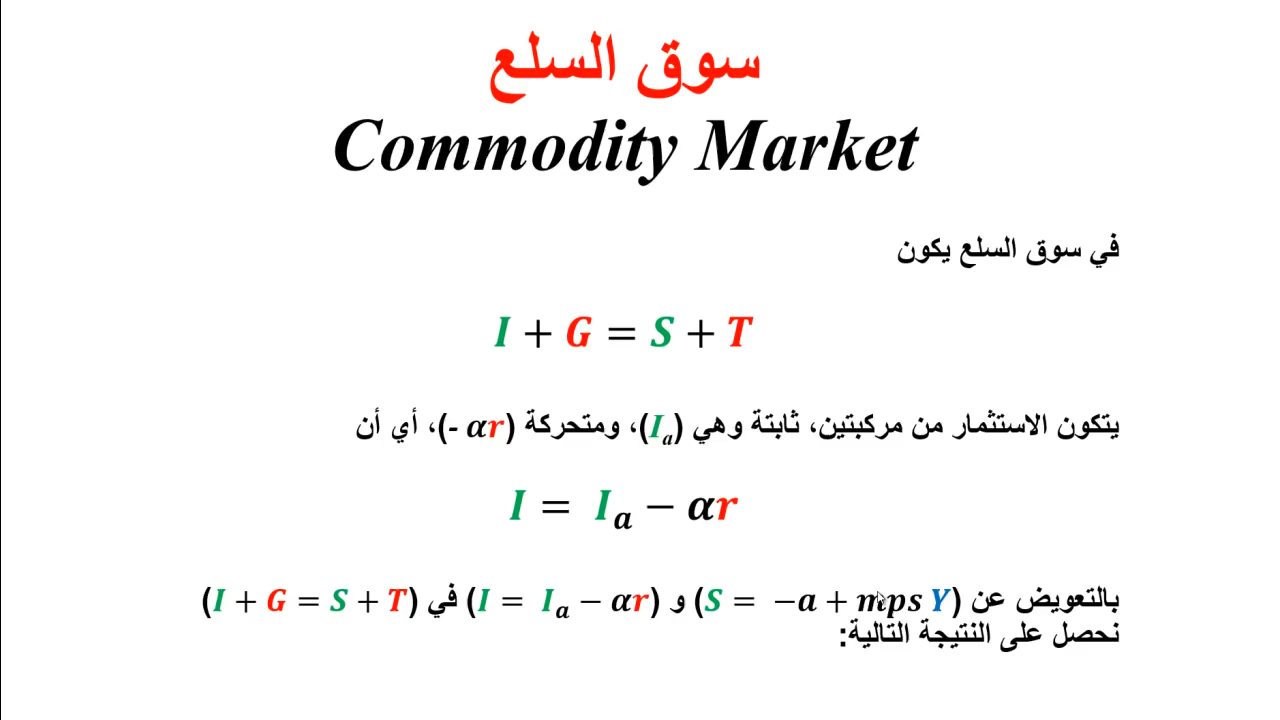 سوق السلع
Commodity Market
في سوق السلع يكون
I + G = S + T
يتكون الاستثمار من مركبتين، ثابتة وهي (Iₐ)، ومتحركة (- αr)، أي أن
I = Iₐ − αr
بالتعويض عن (S = −a + mps Y) و (I = Iₐ − αr) في (I + G = S + T)
نحصل على النتيجة التالية: